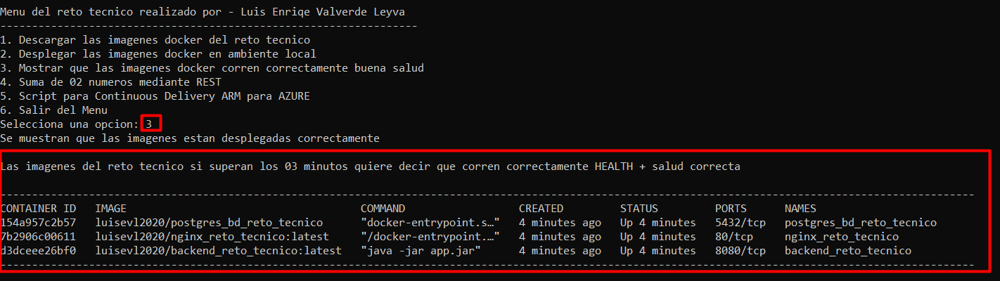 Menu del reto tecnico realizado por - Luis Enriqe Valverde Leyva
------------------------------------------------------------------
1. Descargar las imagenes docker del reto tecnico
2. Desplegar las imagenes docker en ambiente local
3. Mostrar que las imagenes docker corren correctamente buena salud
4. Suma de 02 numeros mediante REST
5. Script para Continuous Delivery ARM para AZURE
6. Salir del Menu
Selecciona una opcion: 3
Se muestran que las imagenes estan desplegadas correctamente
Las imagenes del reto tecnico si superan los 03 minutos quiere decir que corren correctamente HEALTH + salud correcta
----------------------------------------------------------------------------------------------------------------------------------------------------------
CONTAINER ID   IMAGE                                     COMMAND                  CREATED         STATUS         PORTS      NAMES
154a957c2b57   luisevl2020/postgres_bd_reto_tecnico      "docker-entrypoint.s…"   4 minutes ago   Up 4 minutes   5432/tcp   postgres_bd_reto_tecnico
7b2906c00611   luisevl2020/nginx_reto_tecnico:latest     "/docker-entrypoint.…"   4 minutes ago   Up 4 minutes   80/tcp     nginx_reto_tecnico
d3dceee26bf0   luisevl2020/backend_reto_tecnico:latest   "java -jar app.jar"      4 minutes ago   Up 4 minutes   8080/tcp   backend_reto_tecnico
----------------------------------------------------------------------------------------------------------------------------------------------------------